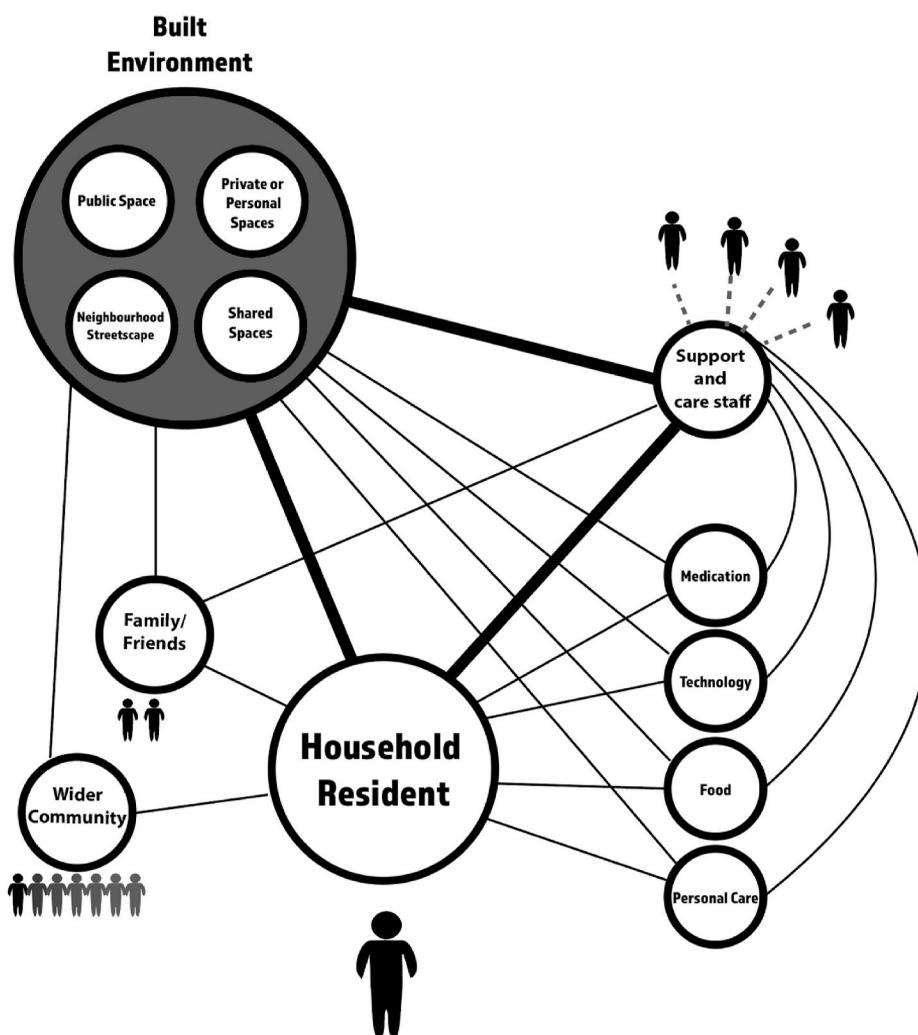 Built
Environment
Public Space
Private or
Personal
Spaces
Neighbourhood
Streetscape
Shared
Spaces
Support
and
care staff
Medication
Family/
Friends
Technology
Household
Resident
Food
Wider
Community
Personal Care